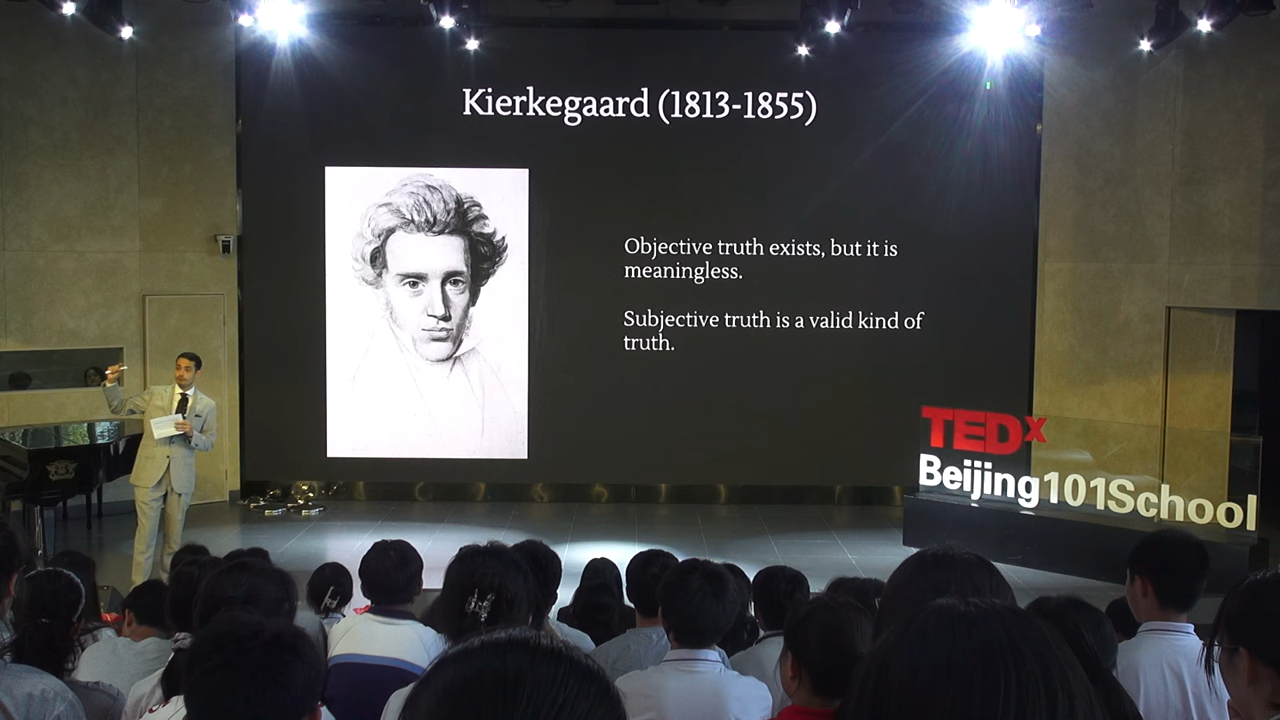 Kierkegaard (1813-1855)
Objective truth exists, but it is
meaningless.
Subjective truth is a valid kind of
truth.
TEDx
Beijing101School